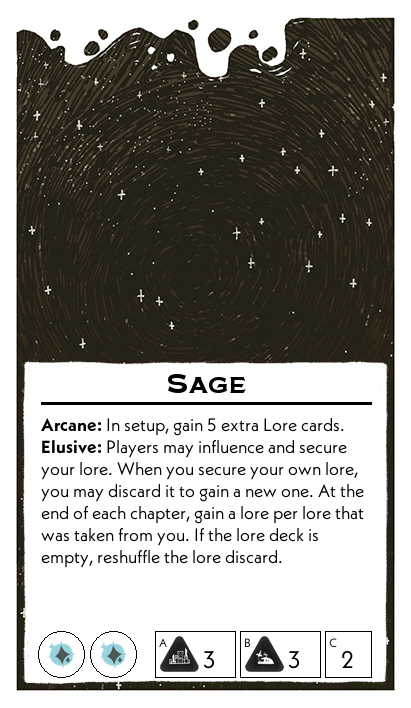 SAGE
Arcane: In setup, gain 5 extra Lore cards.
Elusive: Players may influence and secure
your lore. When you secure your own lore,
you may discard it to gain a new one. At the
end of each chapter, gain a lore per lore that
was taken from you. If the lore deck is
empty, reshuffle the lore discard.
A 3 B 3 C 2